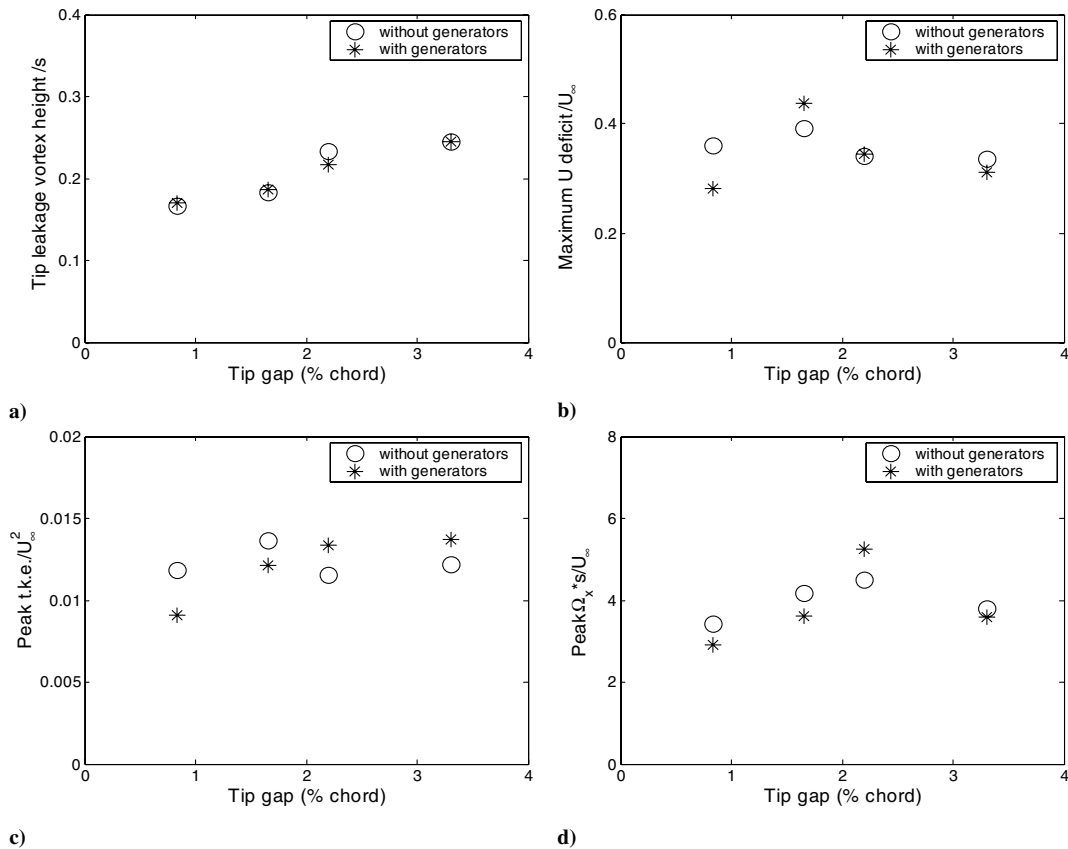 0.4
0.3
0.2
0.1
0
Tip leakage vortex height /s
without generators
with generators
0 1 2 3 4
Tip gap (% chord)
a)
0.6
0.4
0.2
0
Maximum U deficit/U∞
without generators
with generators
0 1 2 3 4
Tip gap (% chord)
b)
0.02
0.015
0.01
0.005
0
Peak t.k.e./U∞²
without generators
with generators
0 1 2 3 4
Tip gap (% chord)
c)
8
6
4
2
0
PeakΩₓ*s/U∞
without generators
with generators
0 1 2 3 4
Tip gap (% chord)
d)